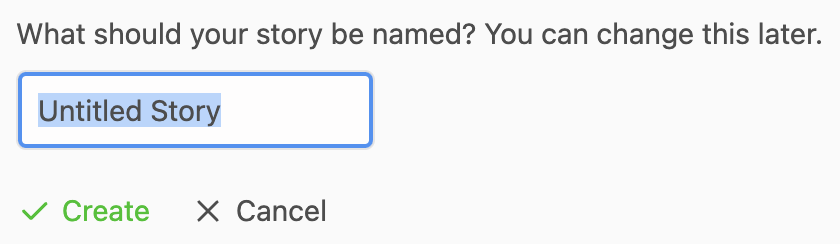 What should your story be named? You can change this later.
Untitled Story
Create Cancel